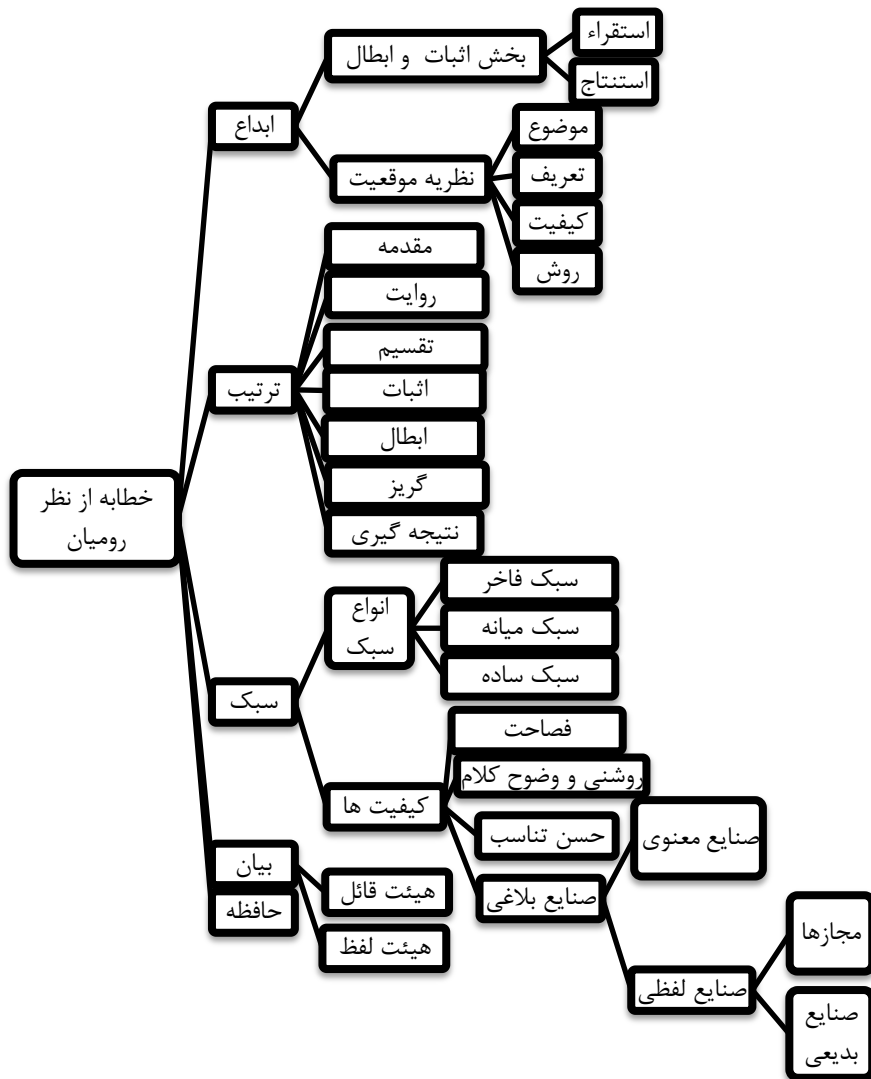 خطابه از نظر
رومیان
ابداع
بخش اثبات و ابطال
استقراء
استنتاج
نظریه موقعیت
موضوع
تعریف
کیفیت
روش
ترتیب
مقدمه
روایت
تقسیم
اثبات
ابطال
گریز
نتیجه گیری
سبک
انواع
سبک
سبک فاخر
سبک میانه
سبک ساده
کیفیت ها
فصاحت
روشنی و وضوح کلام
حسن تناسب
صنایع بلاغی
صنایع معنوی
صنایع لفظی
مجازها
صنایع
بدیعی
بیان
هیئت قائل
هیئت لفظ
حافظه